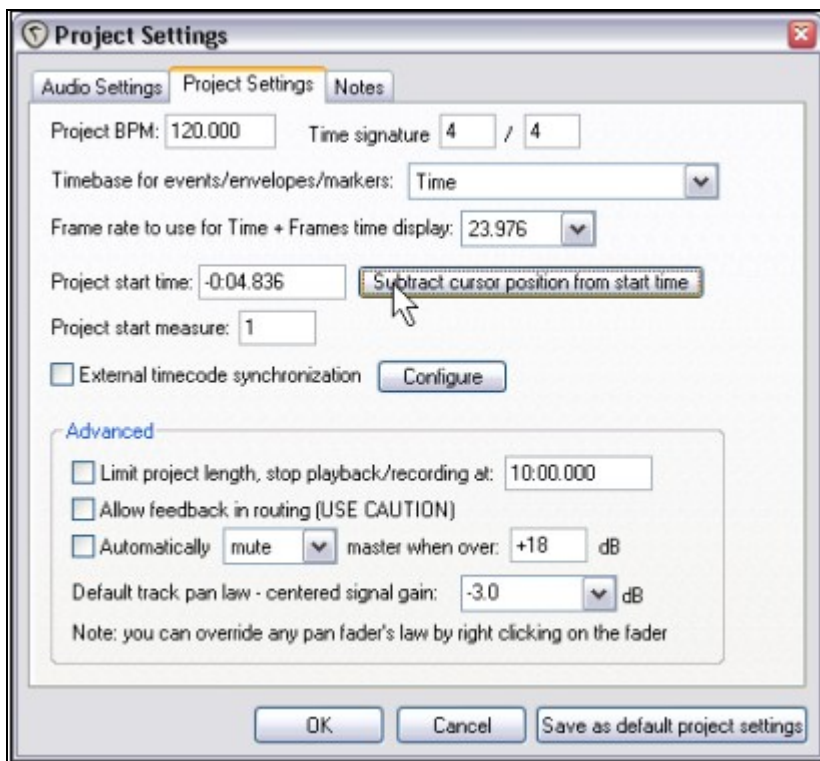 Project Settings
Audio Settings Project Settings Notes
Project BPM: 120.000 Time signature 4 / 4
Timebase for events/envelopes/markers: Time
Frame rate to use for Time + Frames time display: 23.976
Project start time: -0:04.836 Subtract cursor position from start time
Project start measure: 1
External timecode synchronization Configure
Advanced
Limit project length, stop playback/recording at: 10:00.000
Allow feedback in routing (USE CAUTION)
Automatically mute master when over: +18 dB
Default track pan law - centered signal gain: -3.0 dB
Note: you can override any pan fader's law by right clicking on the fader
OK Cancel Save as default project settings